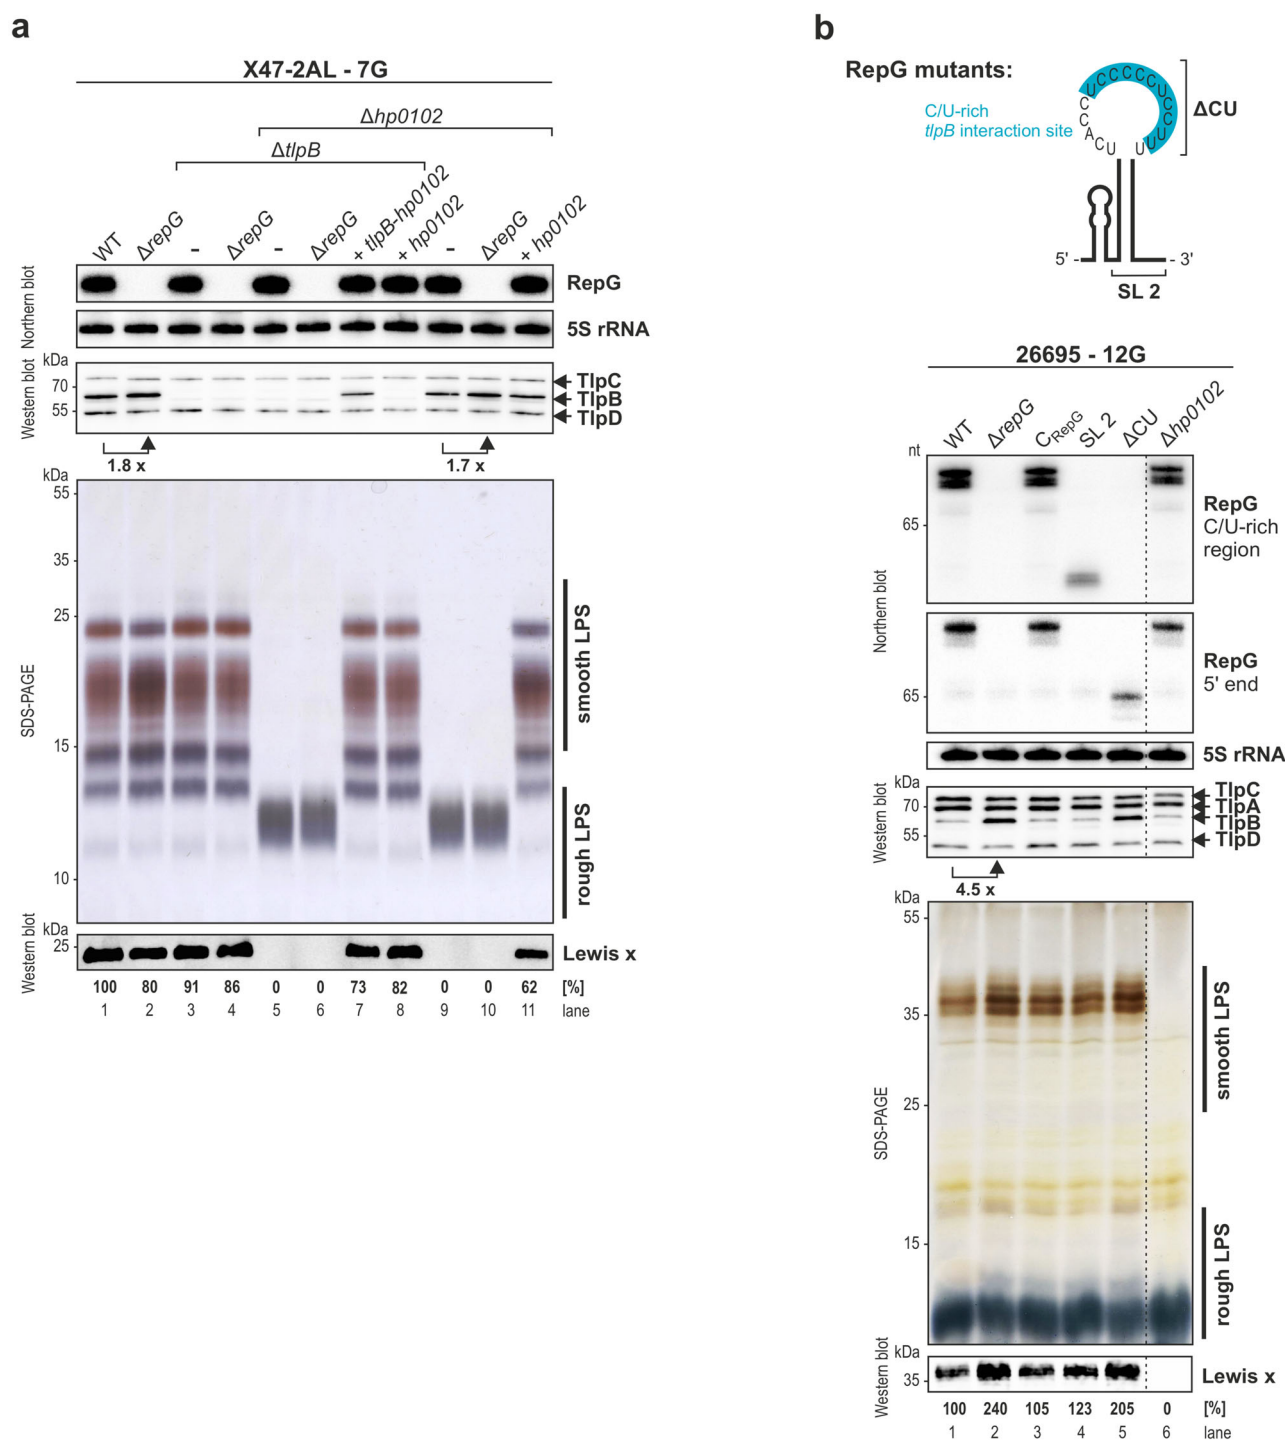 a
X47-2AL - 7G
Δhp0102
ΔtlpB
WT
ΔrepG
-
ΔrepG
-
ΔrepG
+ tlpB-hp0102
+ hp0102
-
ΔrepG
+ hp0102
Northern blot
RepG
5S rRNA
Western blot
kDa
70
55
TlpC
TlpB
TlpD
1.8 x
1.7 x
SDS-PAGE
kDa
55
35
25
15
10
smooth LPS
rough LPS
Western blot
kDa
25
Lewis x
100 80 91 86 0 0 73 82 0 0 62 [%]
1 2 3 4 5 6 7 8 9 10 11 lane
b
RepG mutants:
C/U-rich
tlpB interaction site
UCACCUCCCCCUCCUUU
ΔCU
5' -
- 3'
SL 2
26695 - 12G
WT
ΔrepG
CRepG
SL 2
ΔCU
Δhp0102
Northern blot
nt
65
RepG
C/U-rich
region
65
RepG
5' end
5S rRNA
Western blot
kDa
70
55
TlpC
TlpA
TlpB
TlpD
4.5 x
SDS-PAGE
kDa
55
35
25
15
smooth LPS
rough LPS
Western blot
kDa
35
Lewis x
100 240 105 123 205 0 [%]
1 2 3 4 5 6 lane